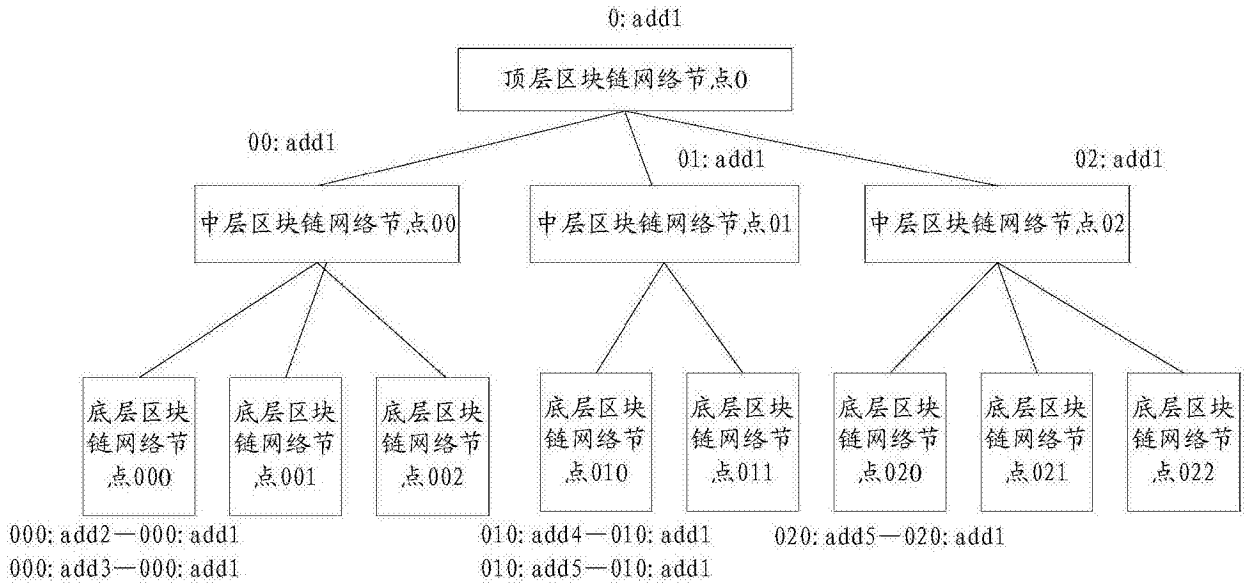 0:add1
顶层区块链网络节点0
00:add1
01:add1
02:add1
中层区块链网络节点00
中层区块链网络节点01
中层区块链网络节点02
底层区块
链网络节
点000
底层区块
链网络节
点001
底层区块
链网络节
点002
底层区块
链网络节
点010
底层区块
链网络节
点011
底层区块
链网络节
点020
底层区块
链网络节
点021
底层区块
链网络节
点022
000:add2—000:add1
000:add3—000:add1
010:add4—010:add1
010:add5—010:add1
020:add5—020:add1